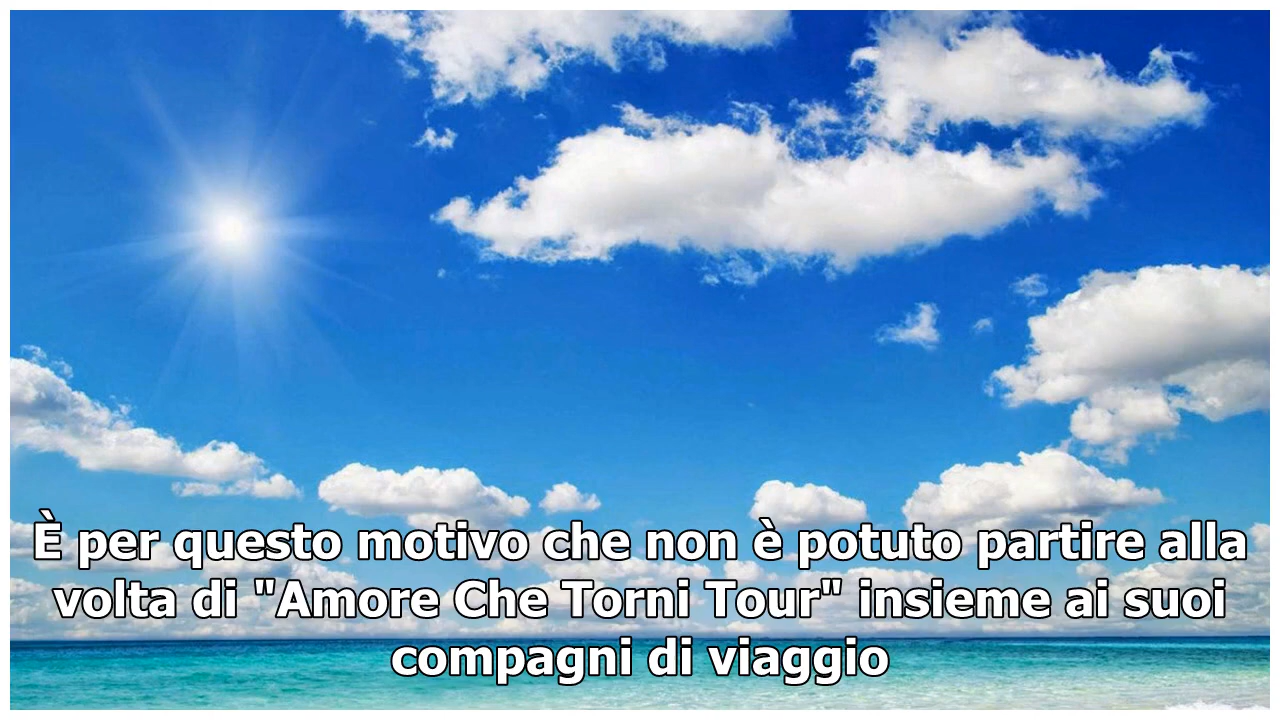 È per questo motivo che non è potuto partire alla
volta di "Amore Che Torni Tour" insieme ai suoi
compagni di viaggio